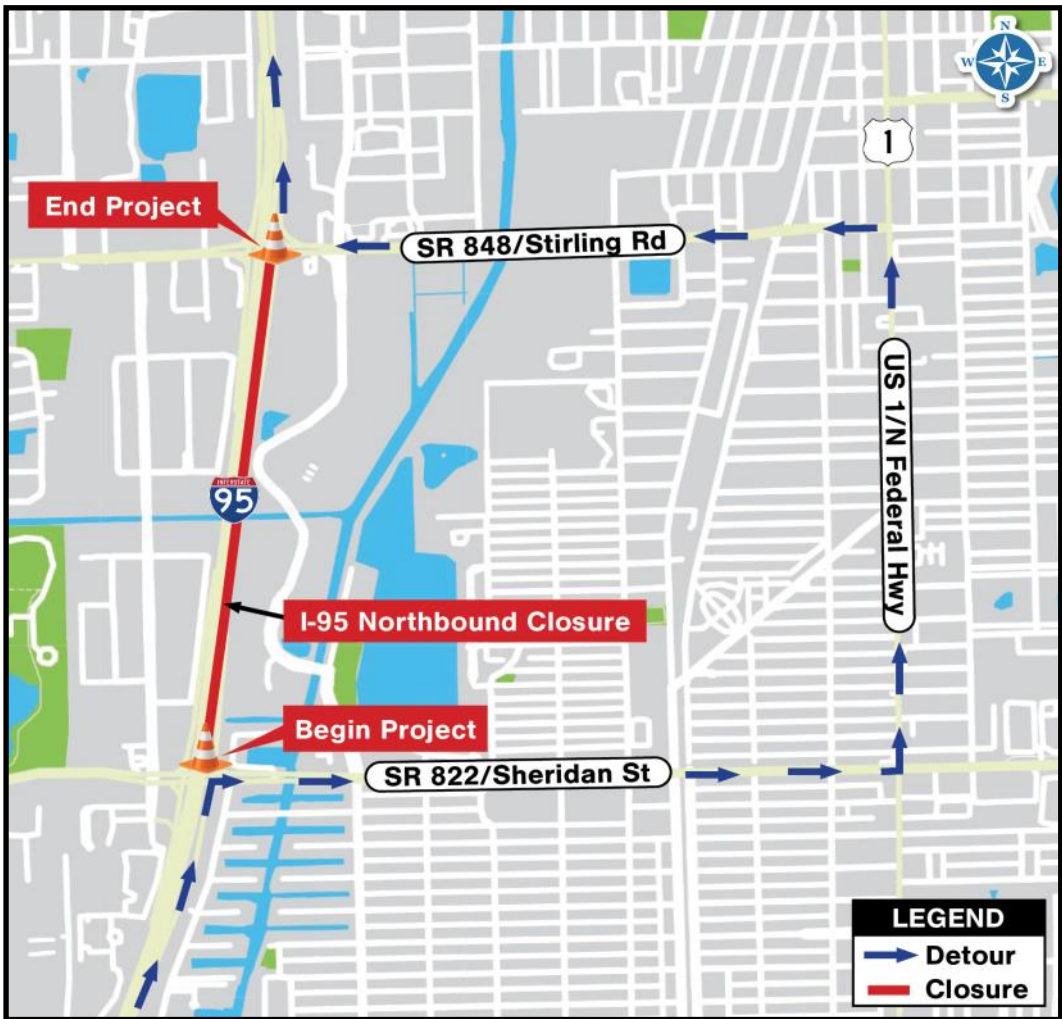 N
W
E
S
1
End Project
SR 848/Stirling Rd
US 1/N Federal Hwy
INTERSTATE
95
I-95 Northbound Closure
Begin Project
SR 822/Sheridan St
LEGEND
Detour
Closure